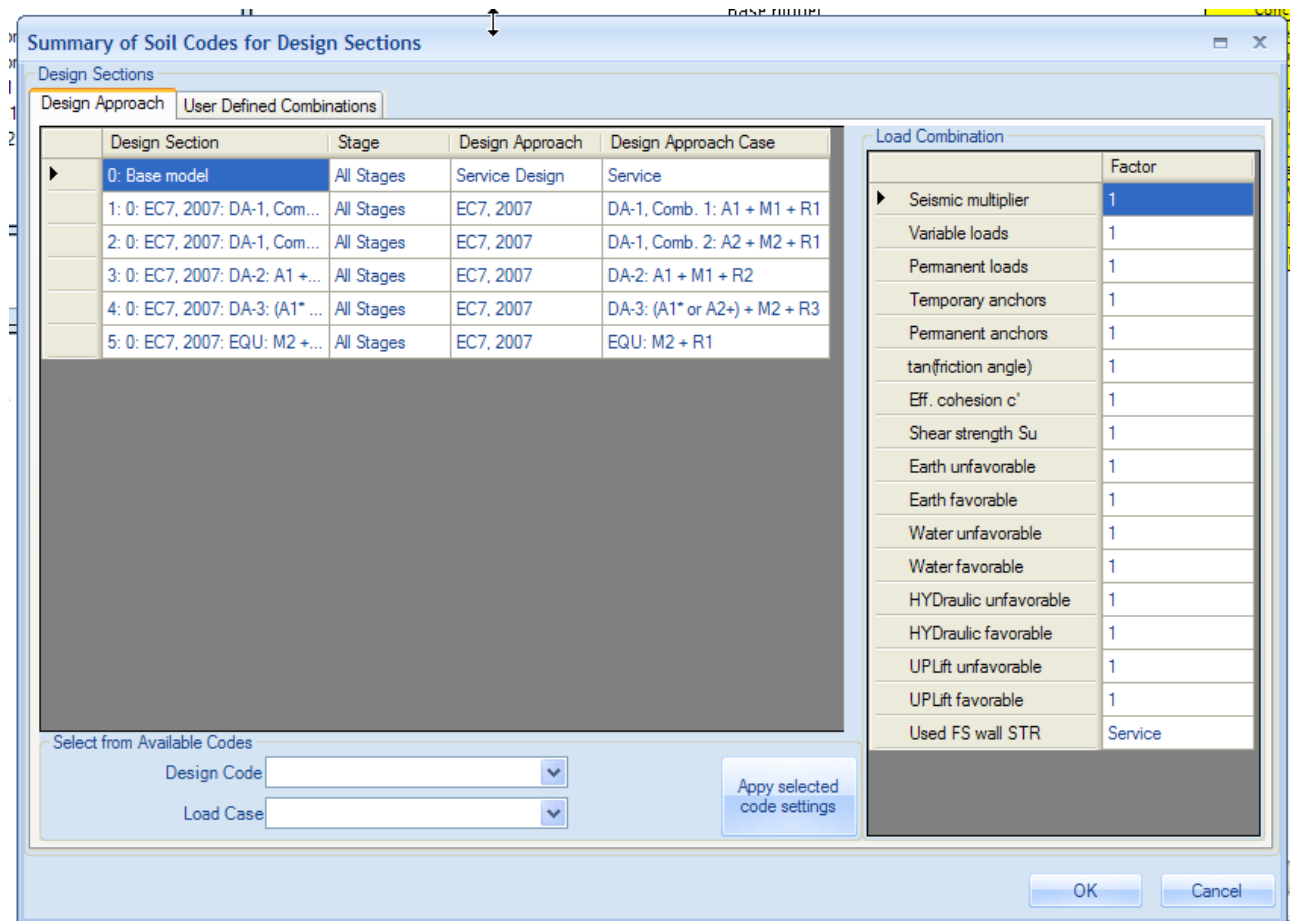 Base model
Summary of Soil Codes for Design Sections
Design Sections
Design Approach User Defined Combinations
Design Section Stage Design Approach Design Approach Case
0: Base model All Stages Service Design Service
1: 0: EC7, 2007: DA-1, Com... All Stages EC7, 2007 DA-1, Comb. 1: A1 + M1 + R1
2: 0: EC7, 2007: DA-1, Com... All Stages EC7, 2007 DA-1, Comb. 2: A2 + M2 + R1
3: 0: EC7, 2007: DA-2: A1 +... All Stages EC7, 2007 DA-2: A1 + M1 + R2
4: 0: EC7, 2007: DA-3: (A1* ... All Stages EC7, 2007 DA-3: (A1* or A2+) + M2 + R3
5: 0: EC7, 2007: EQU: M2 +... All Stages EC7, 2007 EQU: M2 + R1
Load Combination
Factor
Seismic multiplier 1
Variable loads 1
Permanent loads 1
Temporary anchors 1
Permanent anchors 1
tan(friction angle) 1
Eff. cohesion c' 1
Shear strength Su 1
Earth unfavorable 1
Earth favorable 1
Water unfavorable 1
Water favorable 1
HYDraulic unfavorable 1
HYDraulic favorable 1
UPLift unfavorable 1
UPLift favorable 1
Used FS wall STR Service
Select from Available Codes
Design Code
Load Case
Appy selected
code settings
OK Cancel